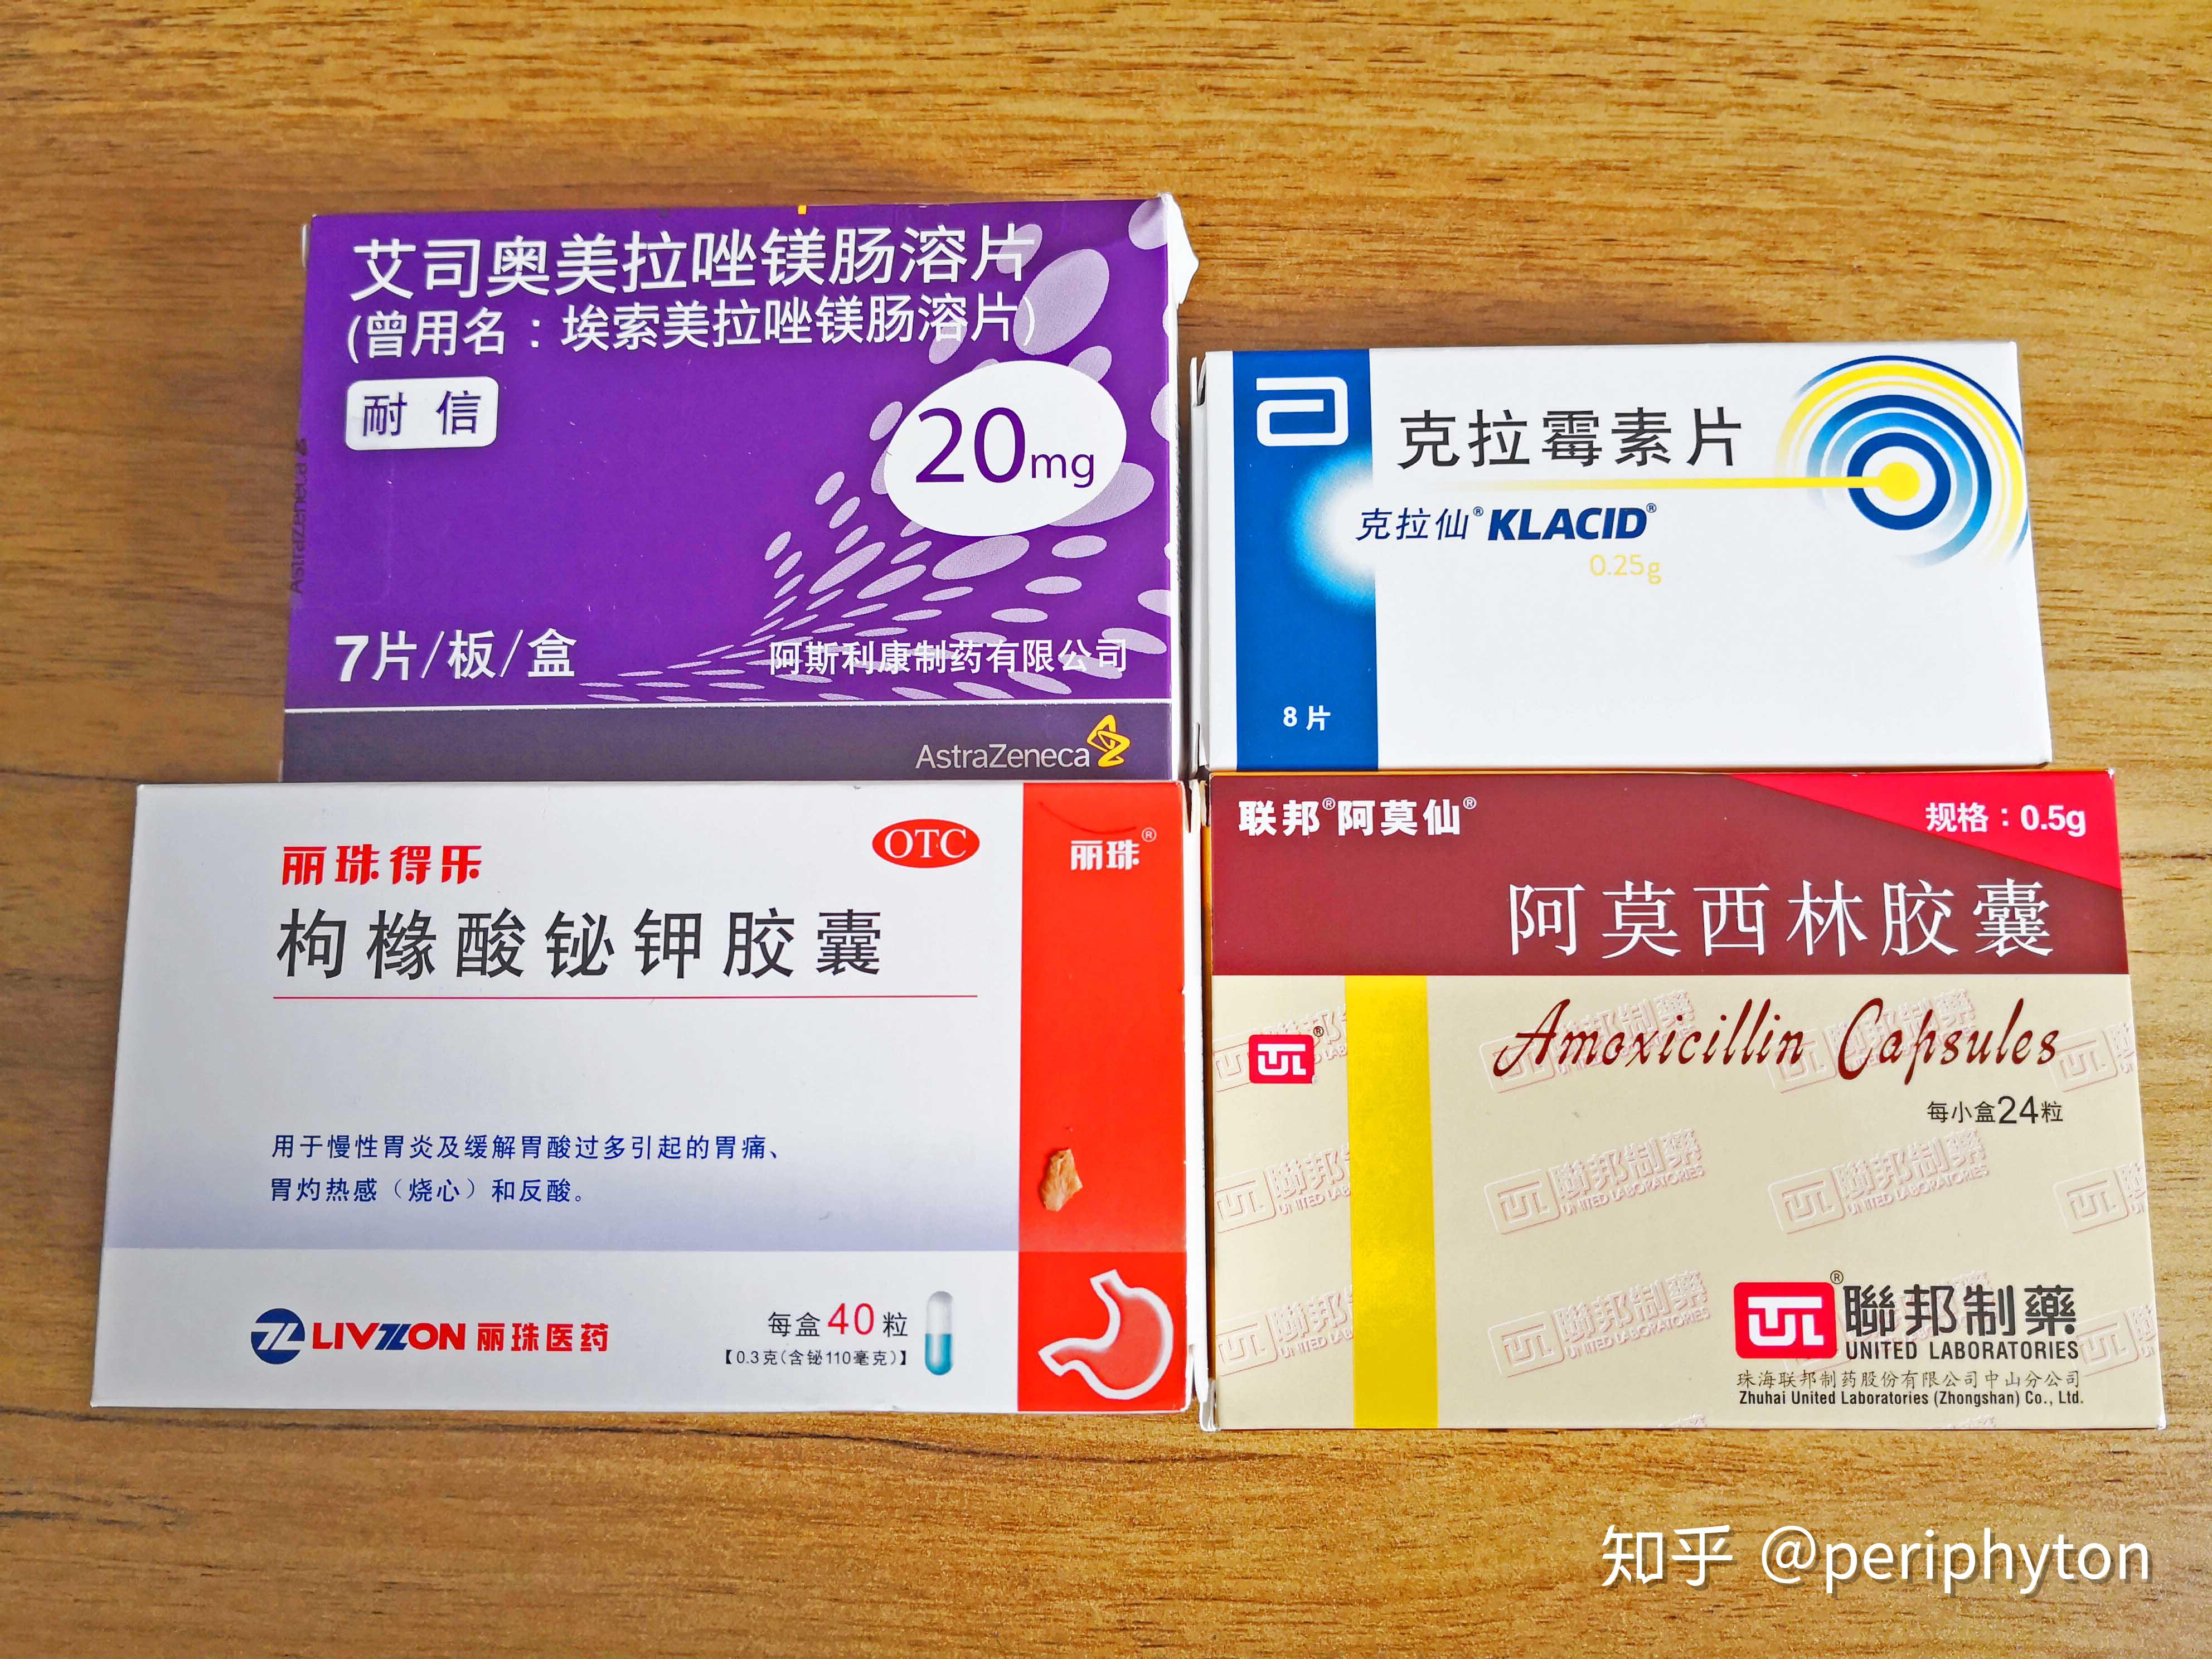 艾司奥美拉唑镁肠溶片
(曾用名：埃索美拉唑镁肠溶片)
耐信
20mg
7片/板/盒
阿斯利康制药有限公司
AstraZeneca
AstraZeneca
克拉霉素片
克拉仙® KLACID®
0.25g
8片
丽珠得乐
OTC
丽珠®
枸橼酸铋钾胶囊
用于慢性胃炎及缓解胃酸过多引起的胃痛、
胃灼热感（烧心）和反酸。
LIVZON 丽珠医药
每盒40粒
【0.3克(含铋110毫克)】
联邦®阿莫仙®
规格：0.5g
阿莫西林胶囊
Amoxicillin Capsules
每小盒24粒
聯邦制藥
UNITED LABORATORIES
聯邦制藥®
UNITED LABORATORIES
珠海联邦制药股份有限公司中山分公司
Zhuhai United Laboratories (Zhongshan) Co., Ltd.
知乎 @periphyton